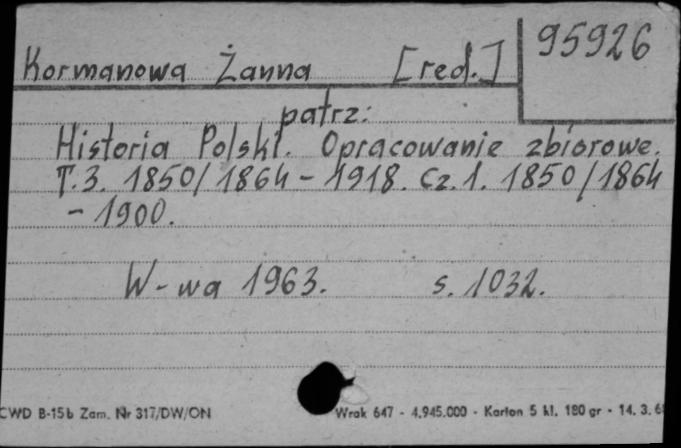 95926
Kormanowa Żanna [red.]
patrz:
Historia Polski. Opracowanie zbiorowe.
T.3. 1850/1864 - 1918. Cz.1. 1850/1864
- 1900.
W-wa 1963. s. 1032.
CWD B-15b Zam. Nr 317/DW/ON Wrak 647 - 4.945.000 - Karton 5 kl. 180 gr - 14. 3.